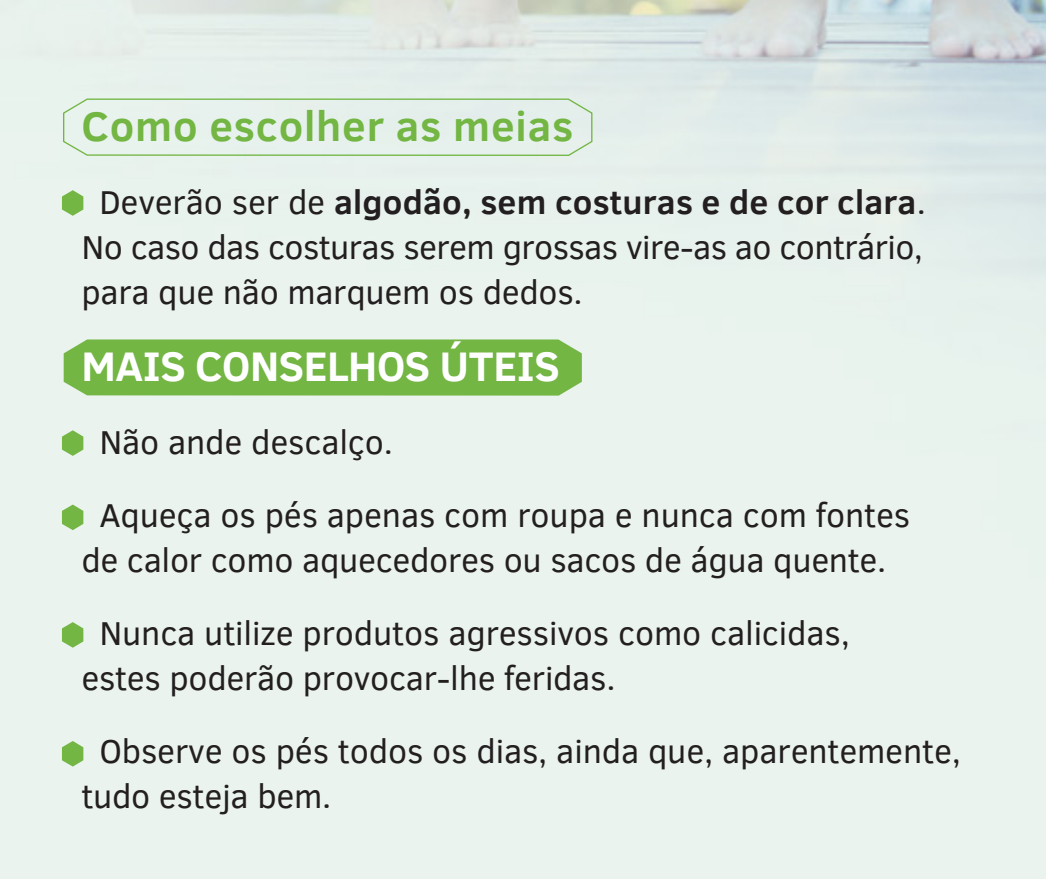 Como escolher as meias
Deverão ser de algodão, sem costuras e de cor clara.
No caso das costuras serem grossas vire-as ao contrário,
para que não marquem os dedos.
MAIS CONSELHOS ÚTEIS
Não ande descalço.
Aqueça os pés apenas com roupa e nunca com fontes
de calor como aquecedores ou sacos de água quente.
Nunca utilize produtos agressivos como calicidas,
estes poderão provocar-lhe feridas.
Observe os pés todos os dias, ainda que, aparentemente,
tudo esteja bem.